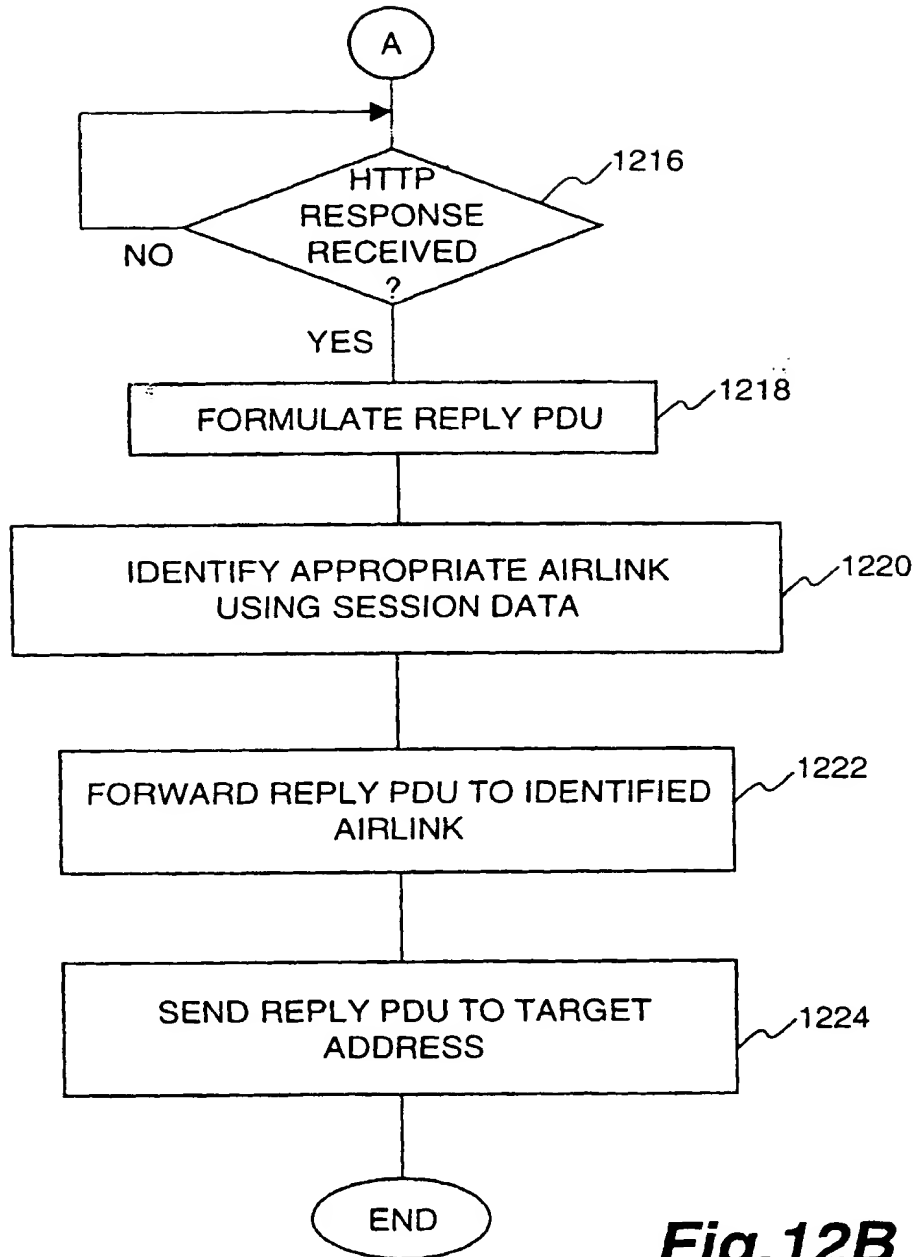 A
HTTP
RESPONSE
RECEIVED
?
1216
NO
YES
FORMULATE REPLY PDU
1218
IDENTIFY APPROPRIATE AIRLINK
USING SESSION DATA
1220
FORWARD REPLY PDU TO IDENTIFIED
AIRLINK
1222
SEND REPLY PDU TO TARGET
ADDRESS
1224
END
Fig.12B